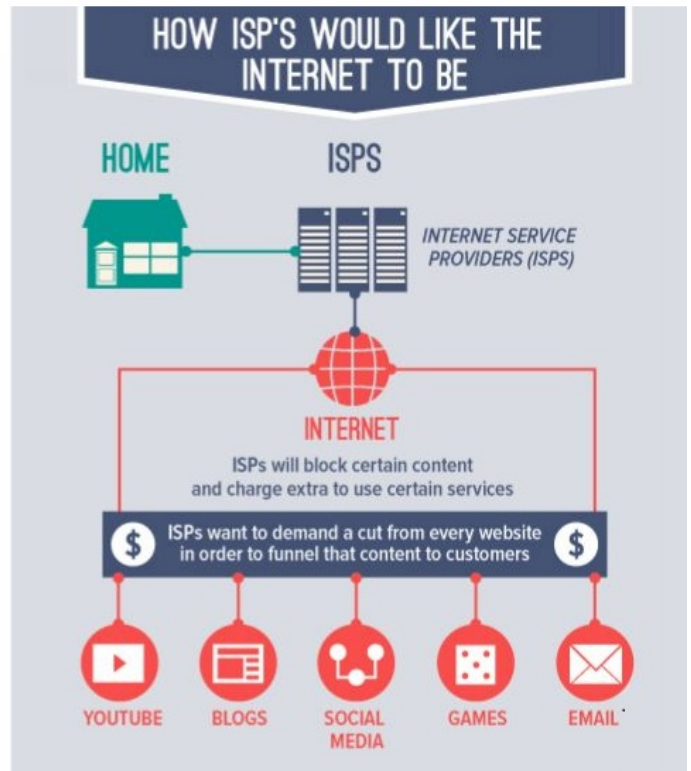 HOW ISP'S WOULD LIKE THE
INTERNET TO BE
HOME
ISPS
INTERNET SERVICE
PROVIDERS (ISPS)
INTERNET
ISPs will block certain content
and charge extra to use certain services
$
ISPs want to demand a cut from every website
in order to funnel that content to customers
$
YOUTUBE
BLOGS
SOCIAL
MEDIA
GAMES
EMAIL